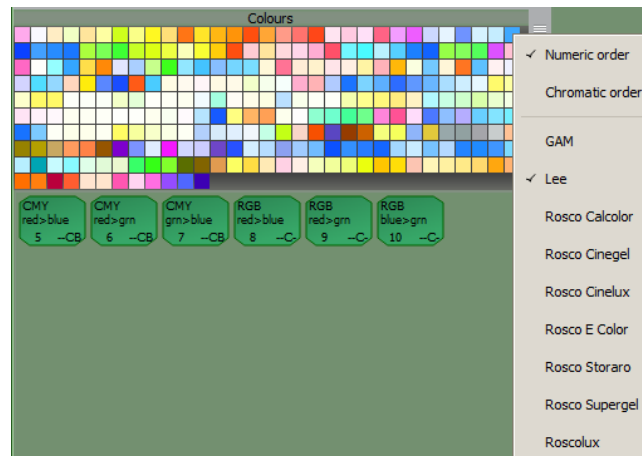 Colours
✓ Numeric order
Chromatic order
GAM
✓ Lee
Rosco Calcolor
Rosco Cinegel
Rosco Cinelux
Rosco E Color
Rosco Storaro
Rosco Supergel
Roscolux
CMY
red>blue
5 --CB
CMY
red>grn
6 --CB
CMY
grn>blue
7 --CB
RGB
red>blue
8 --C-
RGB
red>grn
9 --C-
RGB
blue>grn
10 --C-